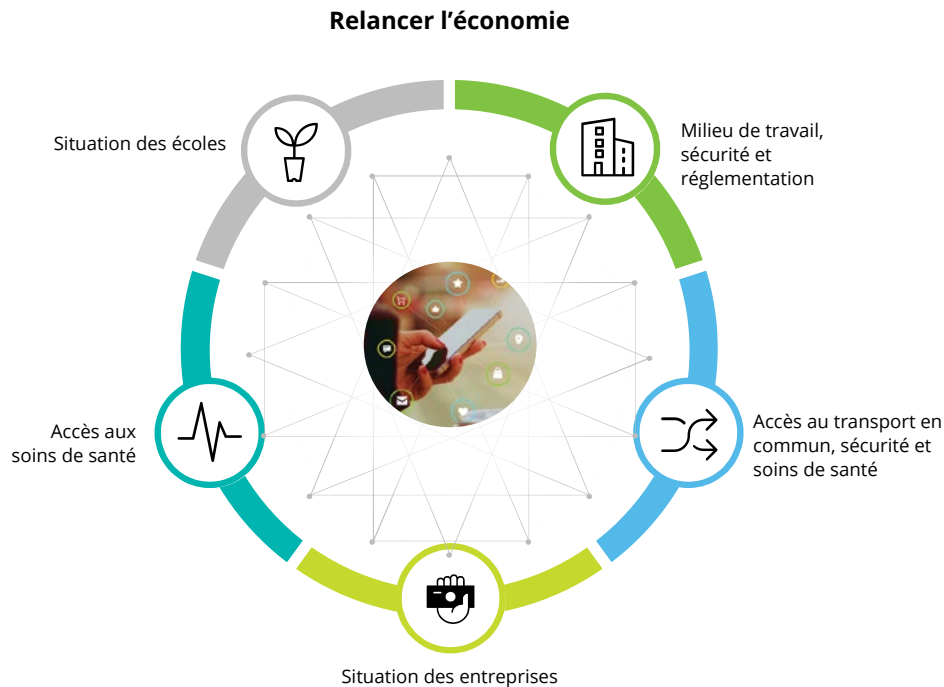 Relancer l’économie
Situation des écoles
Milieu de travail,
sécurité et
réglementation
Accès aux
soins de santé
Accès au transport en
commun, sécurité et
soins de santé
Situation des entreprises